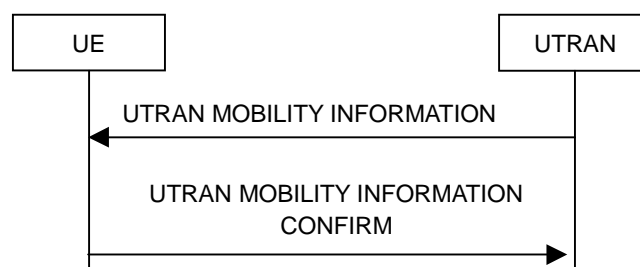 UE
UTRAN
UTRAN MOBILITY INFORMATION
UTRAN MOBILITY INFORMATION
CONFIRM